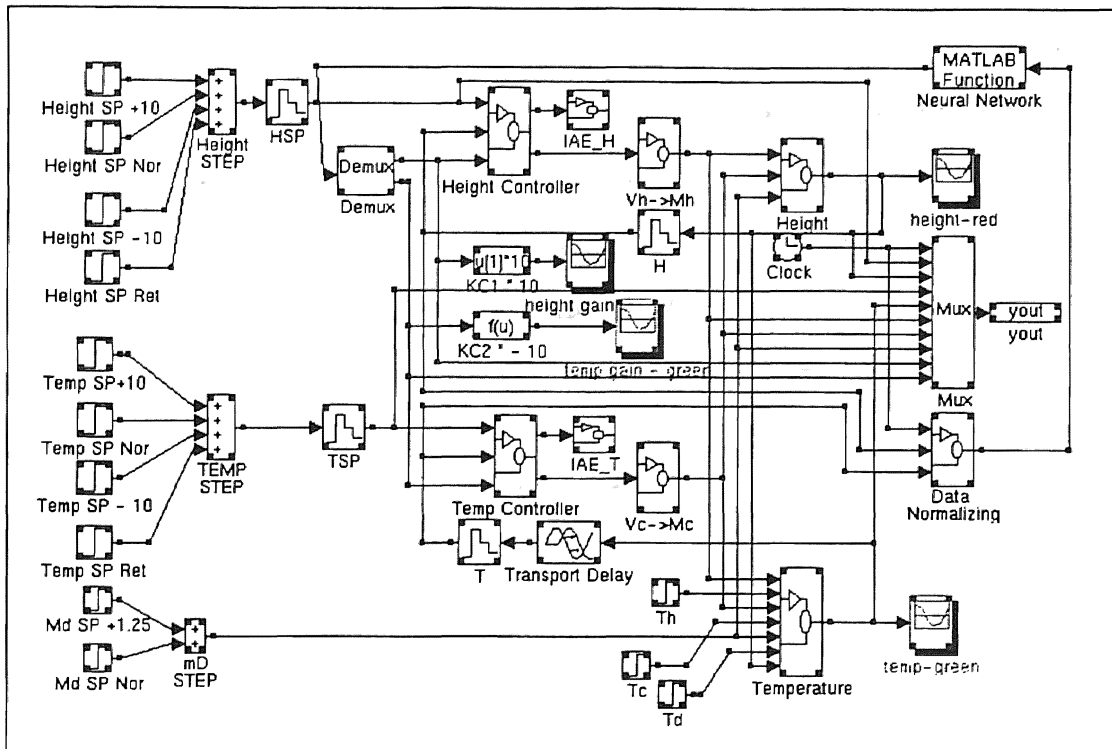 MATLAB
Function
Neural Network
Height SP +10
Height SP Nor
Height SP -10
Height SP Ret
+
+
+
+
Height
STEP
HSP
Demux
Demux
Height Controller
IAE_H
Vh->Mh
Height
height-red
H
Clock
u(1)*10
KC1 * 10
height gain
f(u)
KC2 * - 10
temp gain - green
Mux
Mux
yout
yout
Temp SP+10
Temp SP Nor
Temp SP - 10
Temp SP Ret
+
+
+
+
TEMP
STEP
TSP
Temp Controller
IAE_T
Vc->Mc
Data
Normalizing
T
Transport Delay
Md SP +1.25
Md SP Nor
+
+
mD
STEP
Th
Tc
Td
Temperature
temp-green